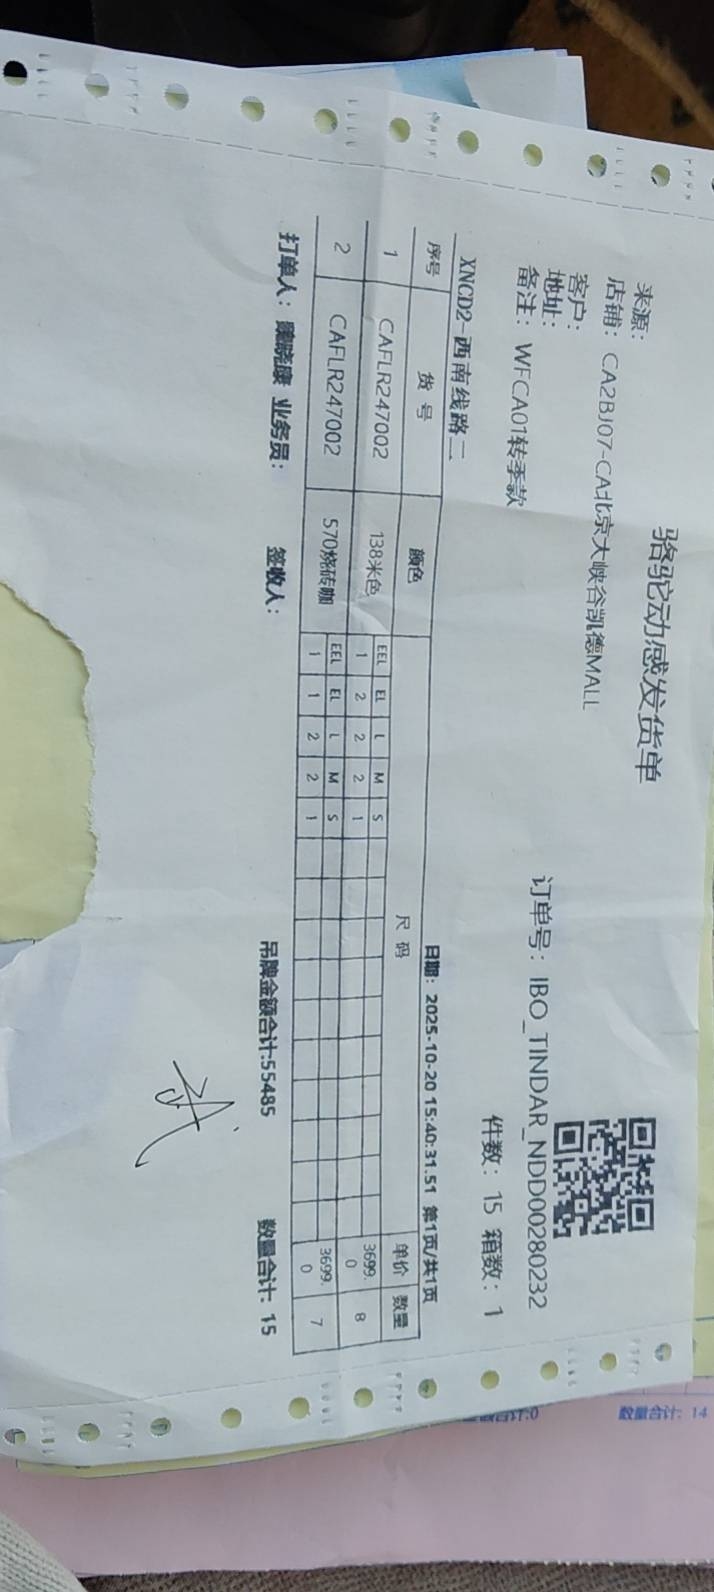 骆驼动感发货单
来源：
店铺：CA2BJ07-CA北京大峡谷凯德MALL
客户：
地址：
备注：WFCA01转季款
订单号：IBO_TINDAR_NDD00280232
件数：15 箱数：1
XNCD2-西南线路二 日期：2025-10-20 15:40:31.51 第1页/共1页
序号 货号 颜色 尺码 单价 数量
EEL EL L M S
1 CAFLR247002 138米色 1 2 2 2 1 3699.0 8
EEL EL L M S
2 CAFLR247002 570烧砖咖 1 1 2 2 1 3699.0 7
打单人：魏晓康 业务员： 签收人： 吊牌金额合计:55485 数量合计：15
数量合计：14